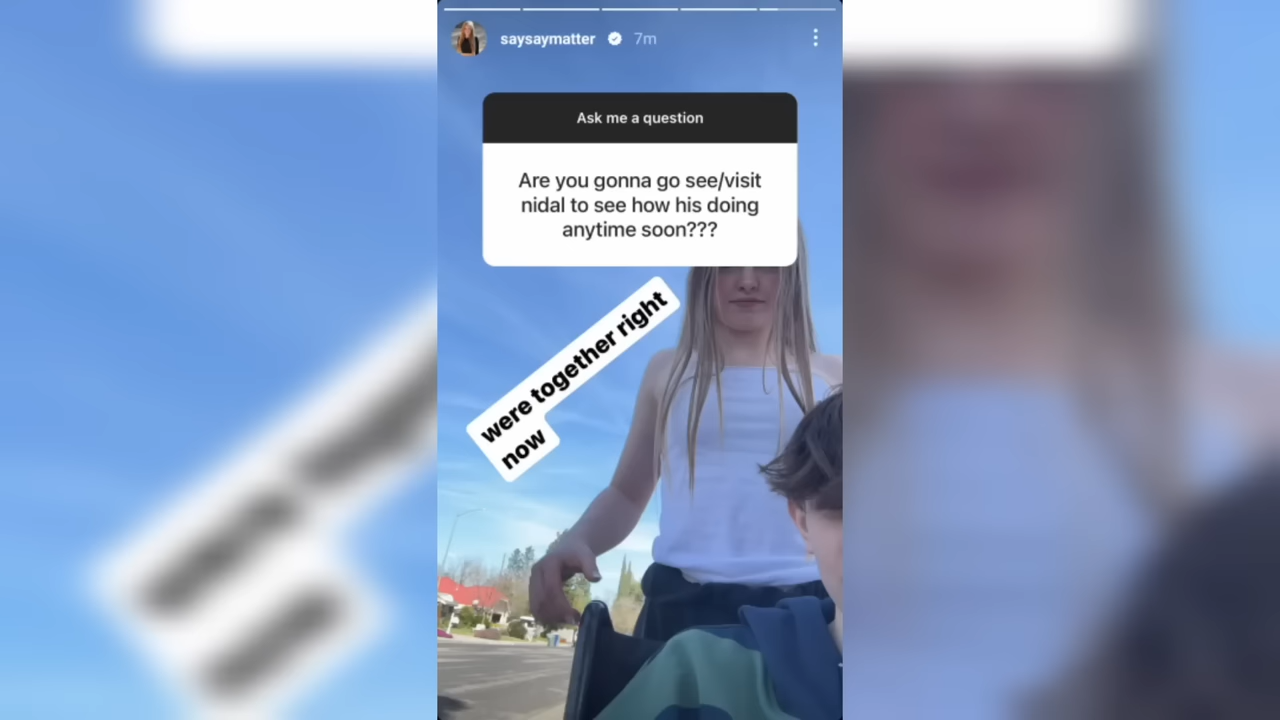 saysaymatter 7m
Ask me a question
Are you gonna go see/visit
nidal to see how his doing
anytime soon???
were together right
now